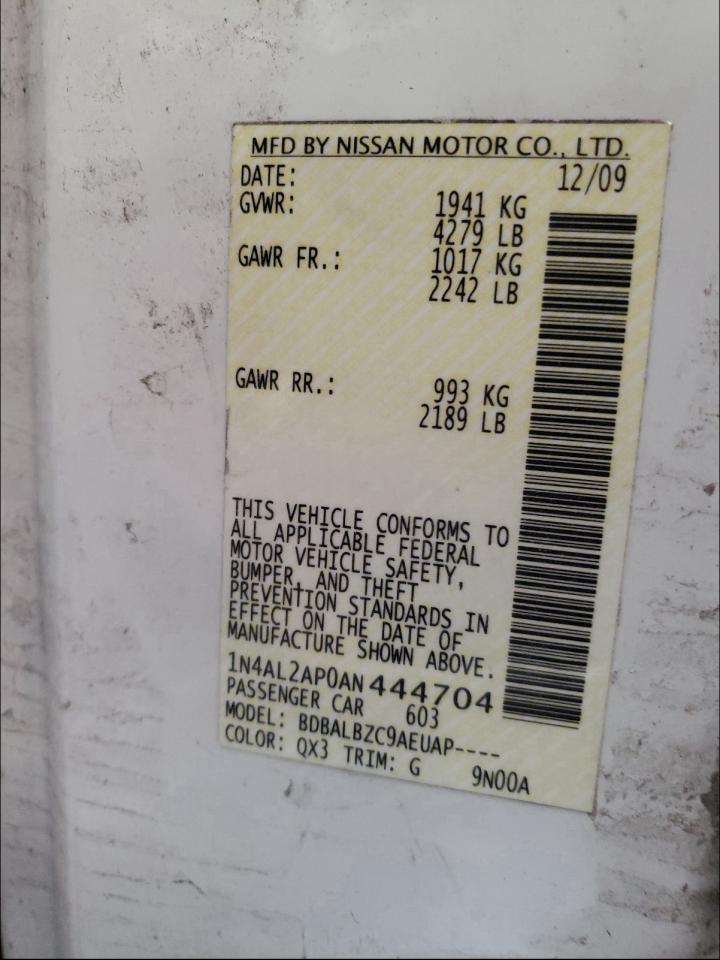 MFD BY NISSAN MOTOR CO., LTD.
DATE: 12/09
GVWR: 1941 KG
4279 LB
GAWR FR.: 1017 KG
2242 LB
GAWR RR.: 993 KG
2189 LB
THIS VEHICLE CONFORMS TO
ALL APPLICABLE FEDERAL
MOTOR VEHICLE SAFETY,
BUMPER, AND THEFT
PREVENTION STANDARDS IN
EFFECT ON THE DATE OF
MANUFACTURE SHOWN ABOVE.
1N4AL2AP0AN444704
PASSENGER CAR 603
MODEL: BDBALBZC9AEUAP----
COLOR: QX3 TRIM: G 9N00A